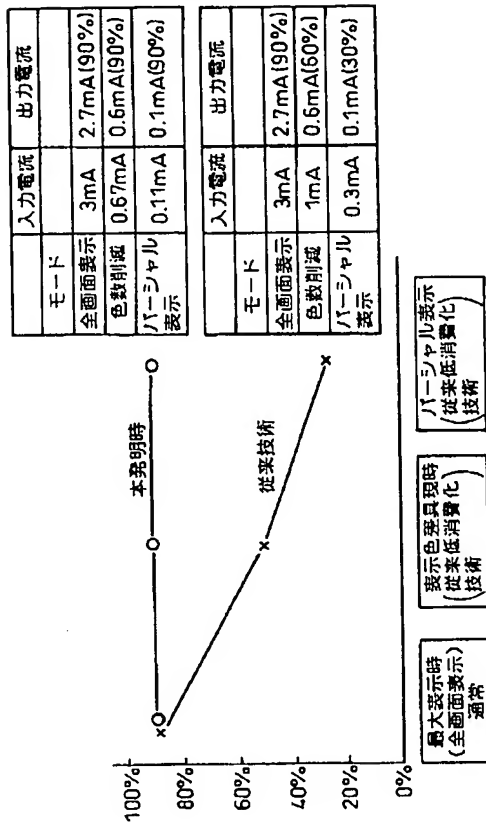 100%
80%
60%
40%
20%
0%
本発明時
従来技術
最大表示時
(全画面表示)
通常
表示色差具現時
(従来低消費化)
技術
パーシャル表示
(従来低消費化)
技術
入力電流 出力電流
モード
全画面表示 3mA 2.7mA(90%)
色数削減 0.67mA 0.6mA(90%)
パーシャル 0.11mA 0.1mA(90%)
表示
入力電流 出力電流
モード
全画面表示 3mA 2.7mA(90%)
色数削減 1mA 0.6mA(60%)
パーシャル 0.3mA 0.1mA(30%)
表示